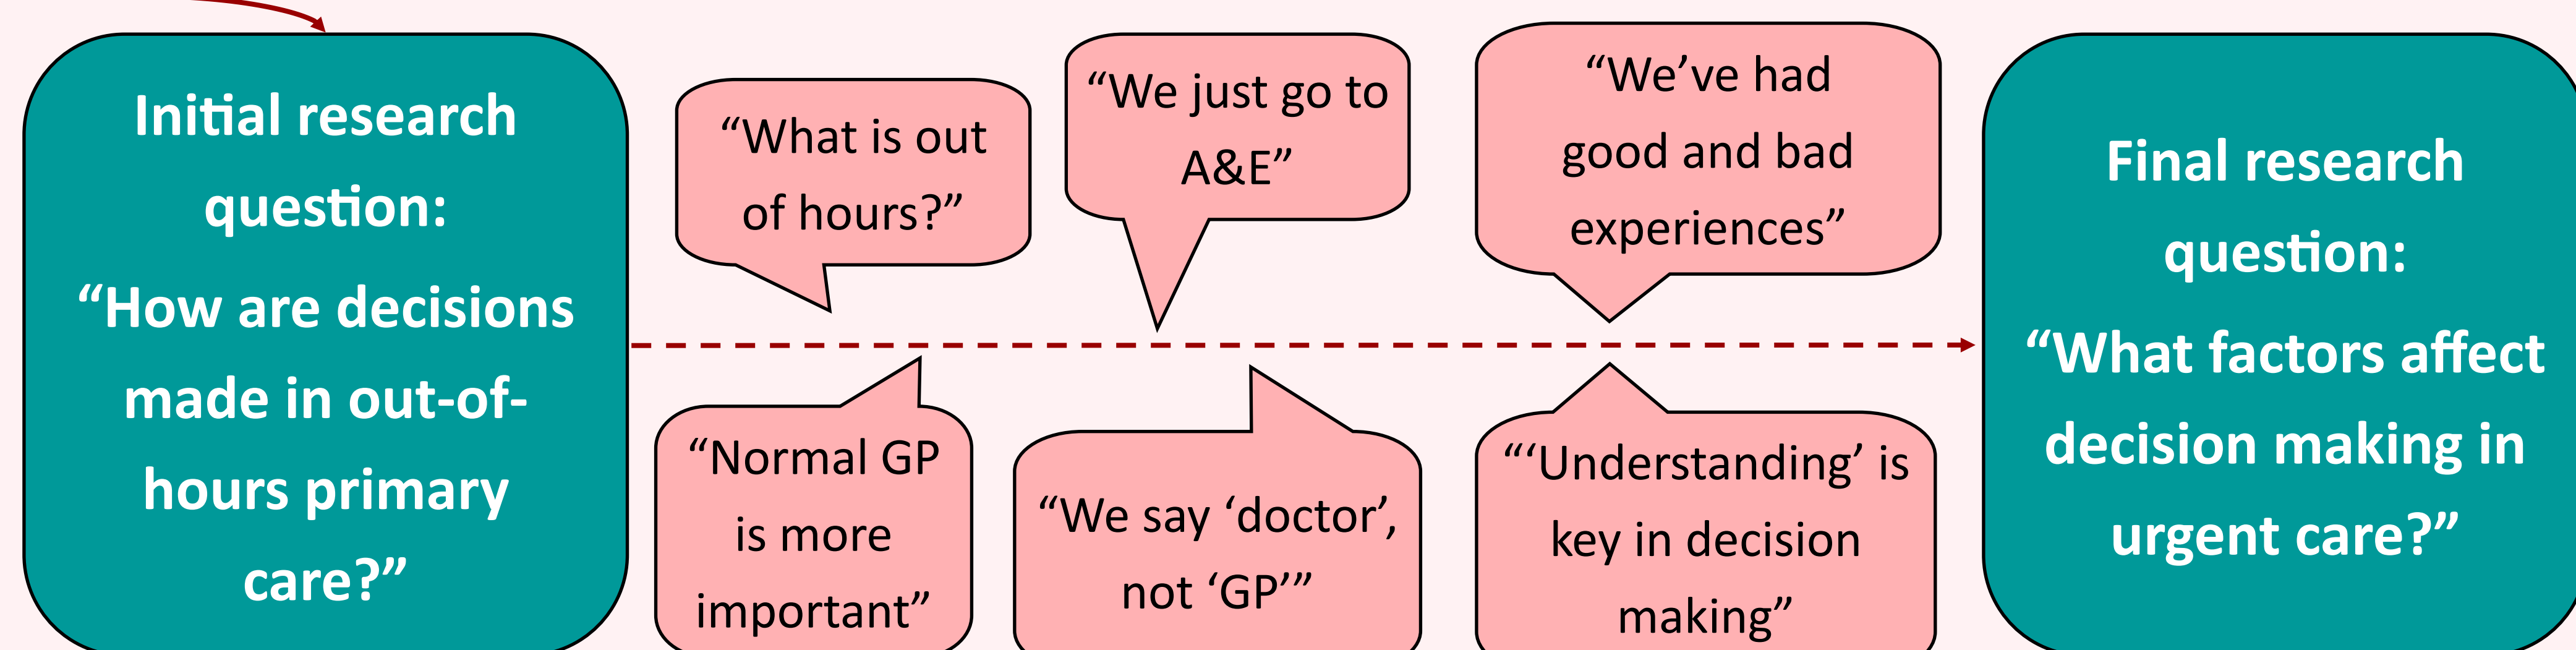 Initial research
question:
“How are decisions
made in out-of-
hours primary
care?”
“What is out
of hours?”
“We just go to
A&E”
“We’ve had
good and bad
experiences”
“Normal GP
is more
important”
“We say ‘doctor’,
not ‘GP’”
“‘Understanding’ is
key in decision
making”
Final research
question:
“What factors affect
decision making in
urgent care?”